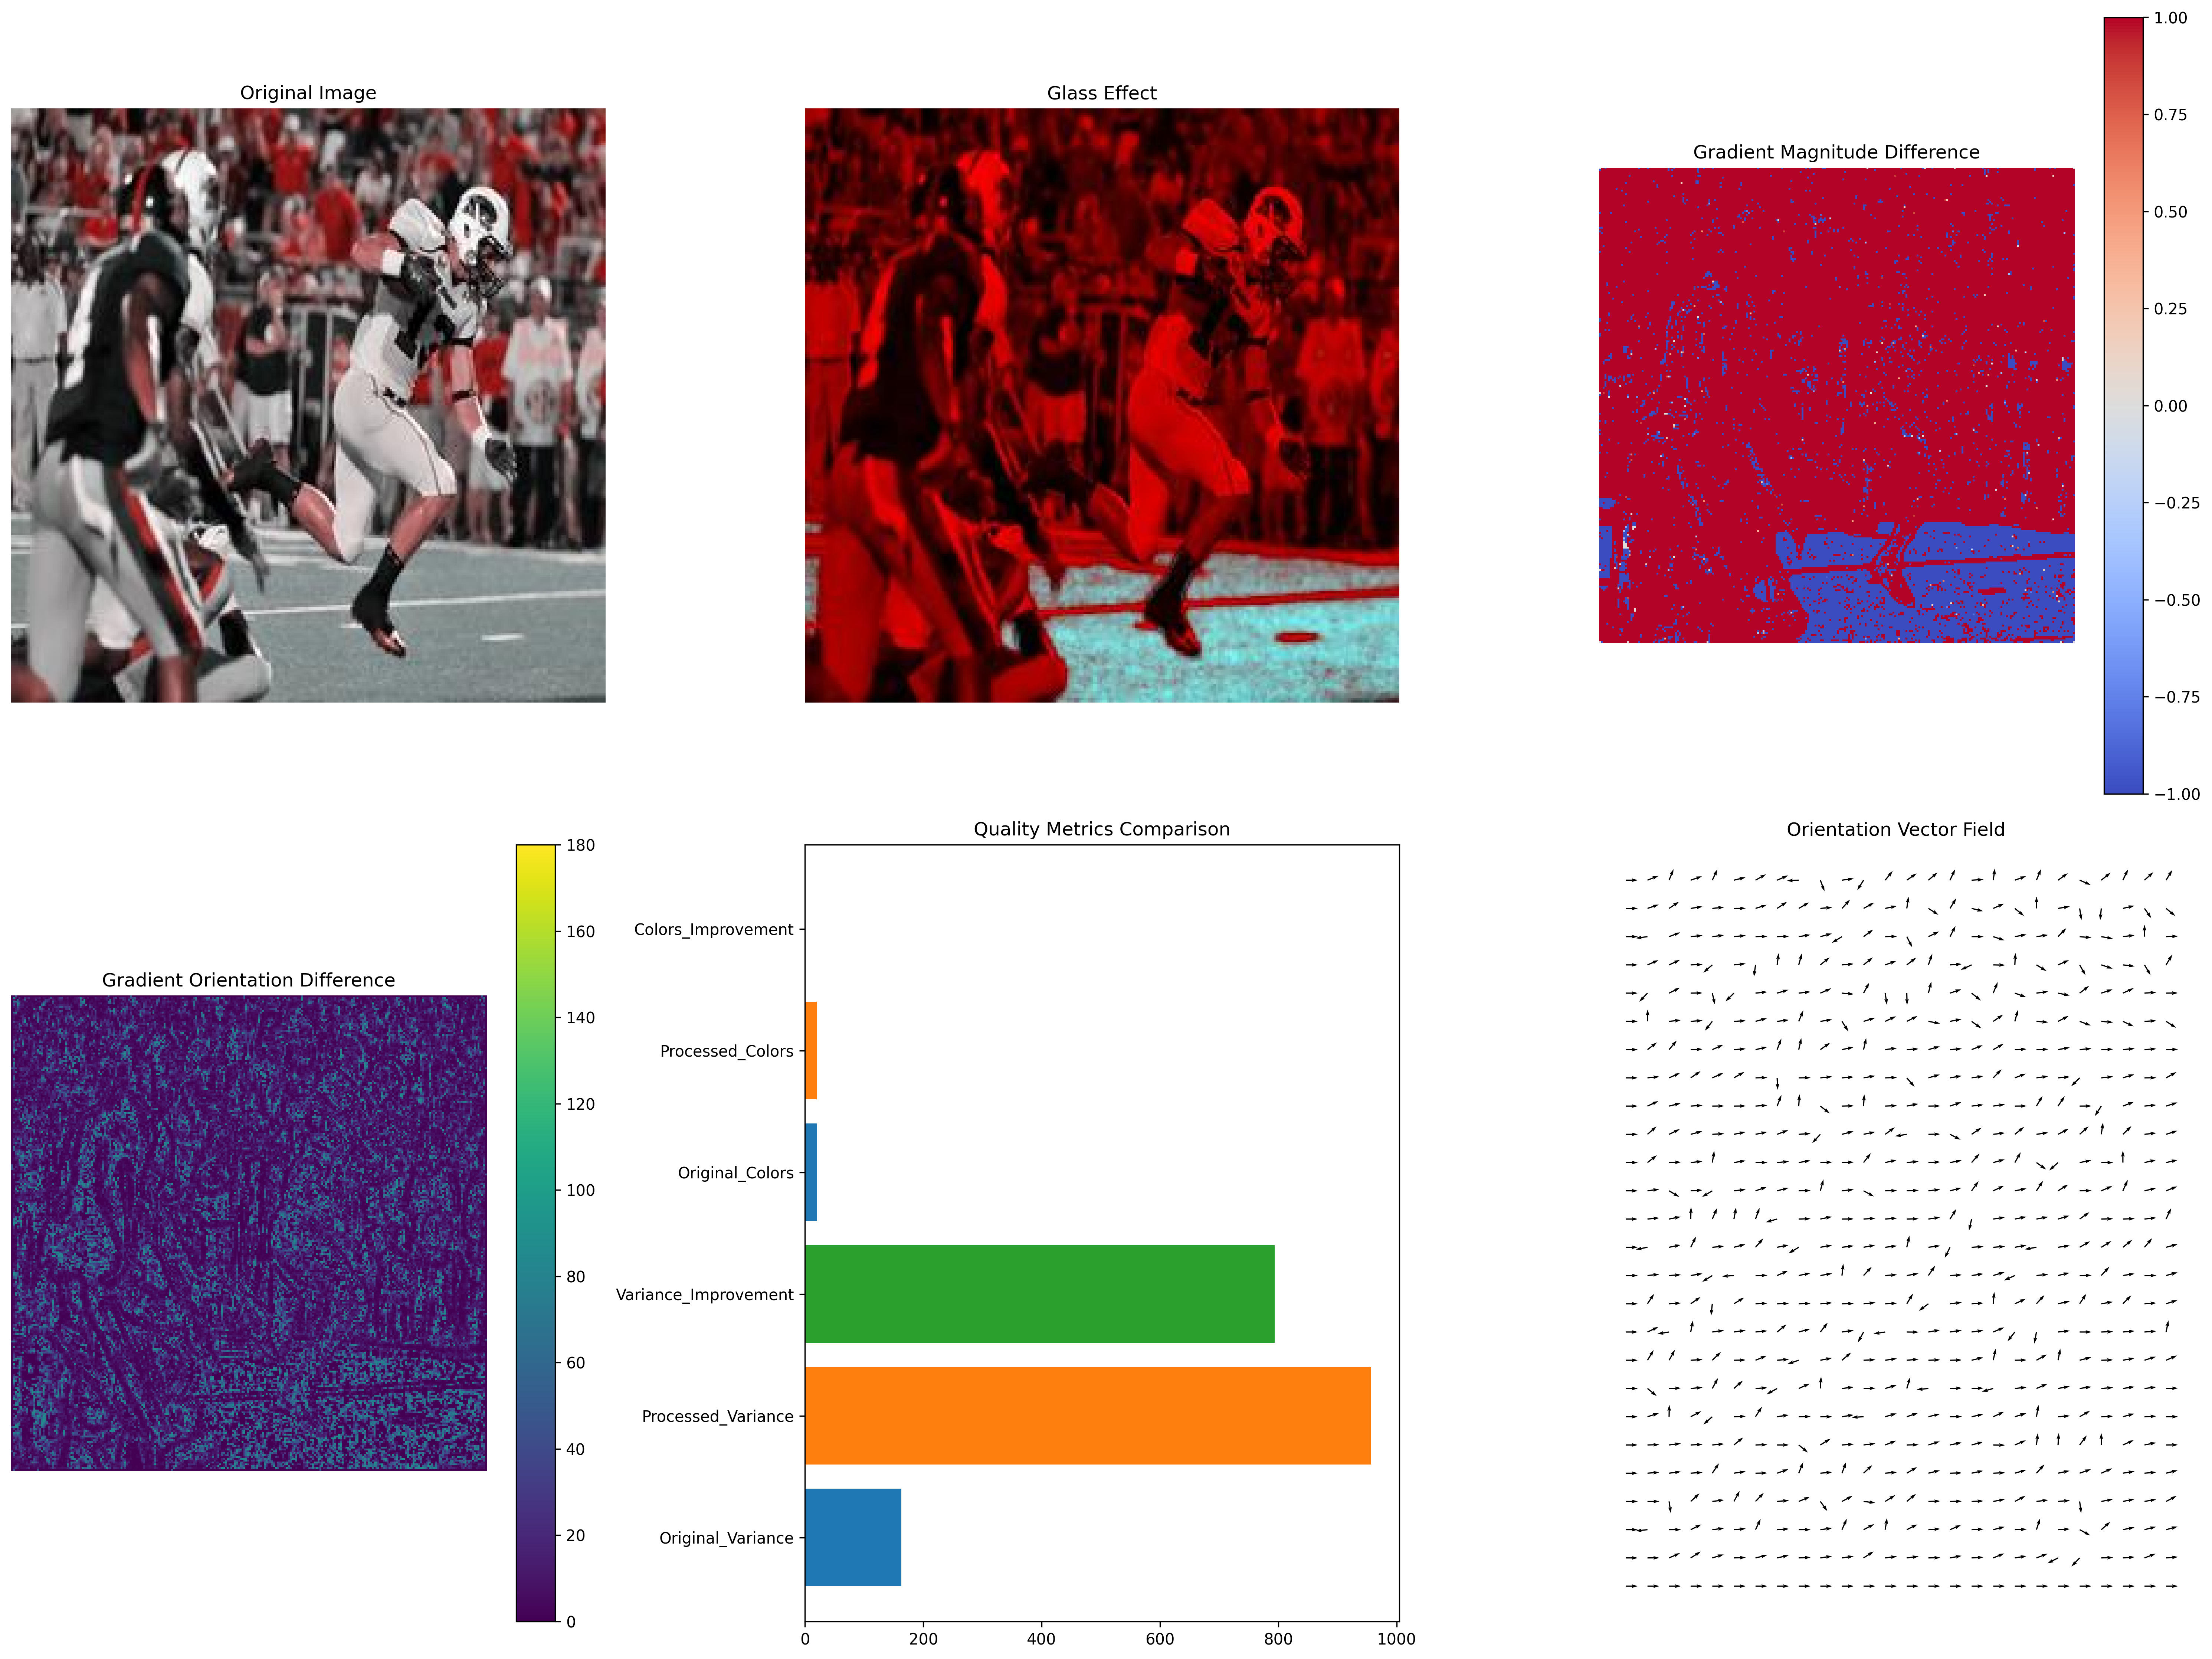 Original Image
Glass Effect
Gradient Magnitude Difference
1.00
0.75
0.50
0.25
0.00
−0.25
−0.50
−0.75
−1.00
Gradient Orientation Difference
180
160
140
120
100
80
60
40
20
0
Quality Metrics Comparison
Colors_Improvement
Processed_Colors
Original_Colors
Variance_Improvement
Processed_Variance
Original_Variance
0 200 400 600 800 1000
Orientation Vector Field